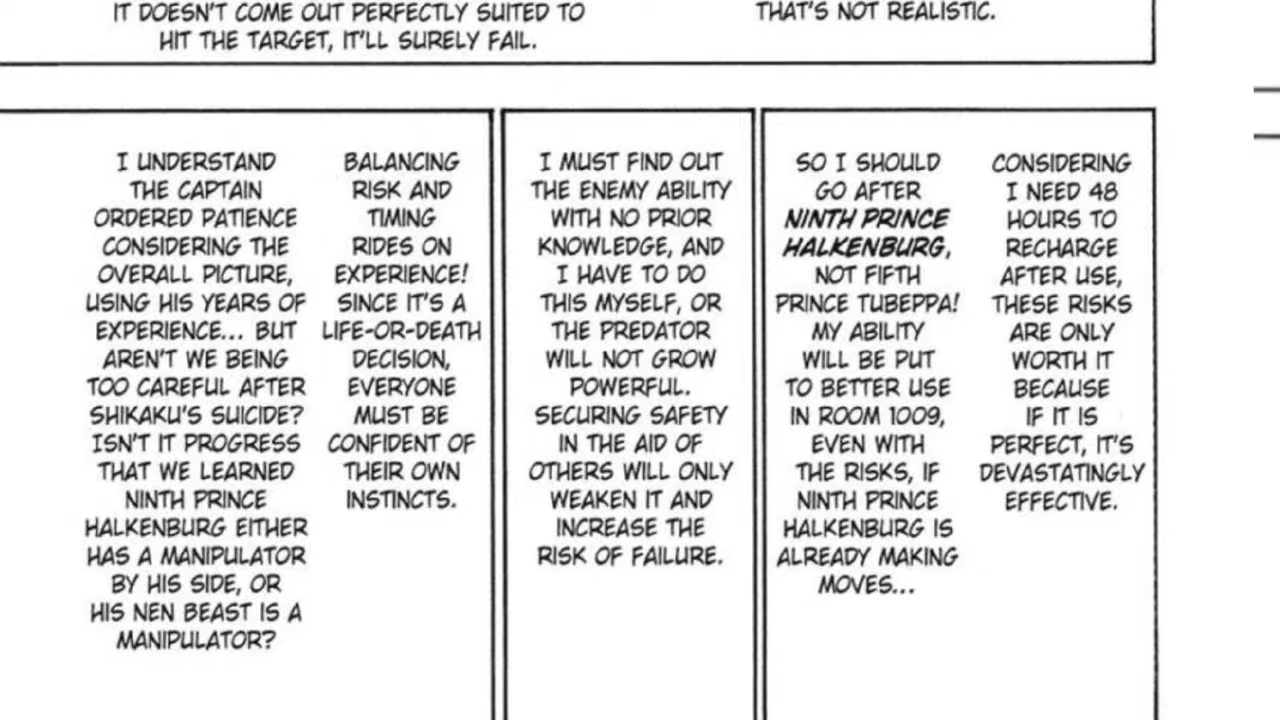 THAT'S NOT REALISTIC.
IT DOESN'T COME OUT PERFECTLY SUITED TO
HIT THE TARGET, IT'LL SURELY FAIL.
CONSIDERING
I NEED 48
HOURS TO
RECHARGE
AFTER USE,
THESE RISKS
ARE ONLY
WORTH IT
BECAUSE
IF IT IS
PERFECT, IT'S
DEVASTATINGLY
EFFECTIVE.
SO I SHOULD
GO AFTER
NINTH PRINCE
HALKENBURG,
NOT FIFTH
PRINCE TUBEPPA!
MY ABILITY
WILL BE PUT
TO BETTER USE
IN ROOM 1009,
EVEN WITH
THE RISKS, IF
NINTH PRINCE
HALKENBURG IS
ALREADY MAKING
MOVES...
I MUST FIND OUT
THE ENEMY ABILITY
WITH NO PRIOR
KNOWLEDGE, AND
I HAVE TO DO
THIS MYSELF, OR
THE PREDATOR
WILL NOT GROW
POWERFUL.
SECURING SAFETY
IN THE AID OF
OTHERS WILL ONLY
WEAKEN IT AND
INCREASE THE
RISK OF FAILURE.
BALANCING
RISK AND
TIMING
RIDES ON
EXPERIENCE!
SINCE IT'S A
LIFE-OR-DEATH
DECISION,
EVERYONE
MUST BE
CONFIDENT OF
THEIR OWN
INSTINCTS.
I UNDERSTAND
THE CAPTAIN
ORDERED PATIENCE
CONSIDERING THE
OVERALL PICTURE,
USING HIS YEARS OF
EXPERIENCE... BUT
AREN'T WE BEING
TOO CAREFUL AFTER
SHIKAKU'S SUICIDE?
ISN'T IT PROGRESS
THAT WE LEARNED
NINTH PRINCE
HALKENBURG EITHER
HAS A MANIPULATOR
BY HIS SIDE, OR
HIS NEN BEAST IS A
MANIPULATOR?